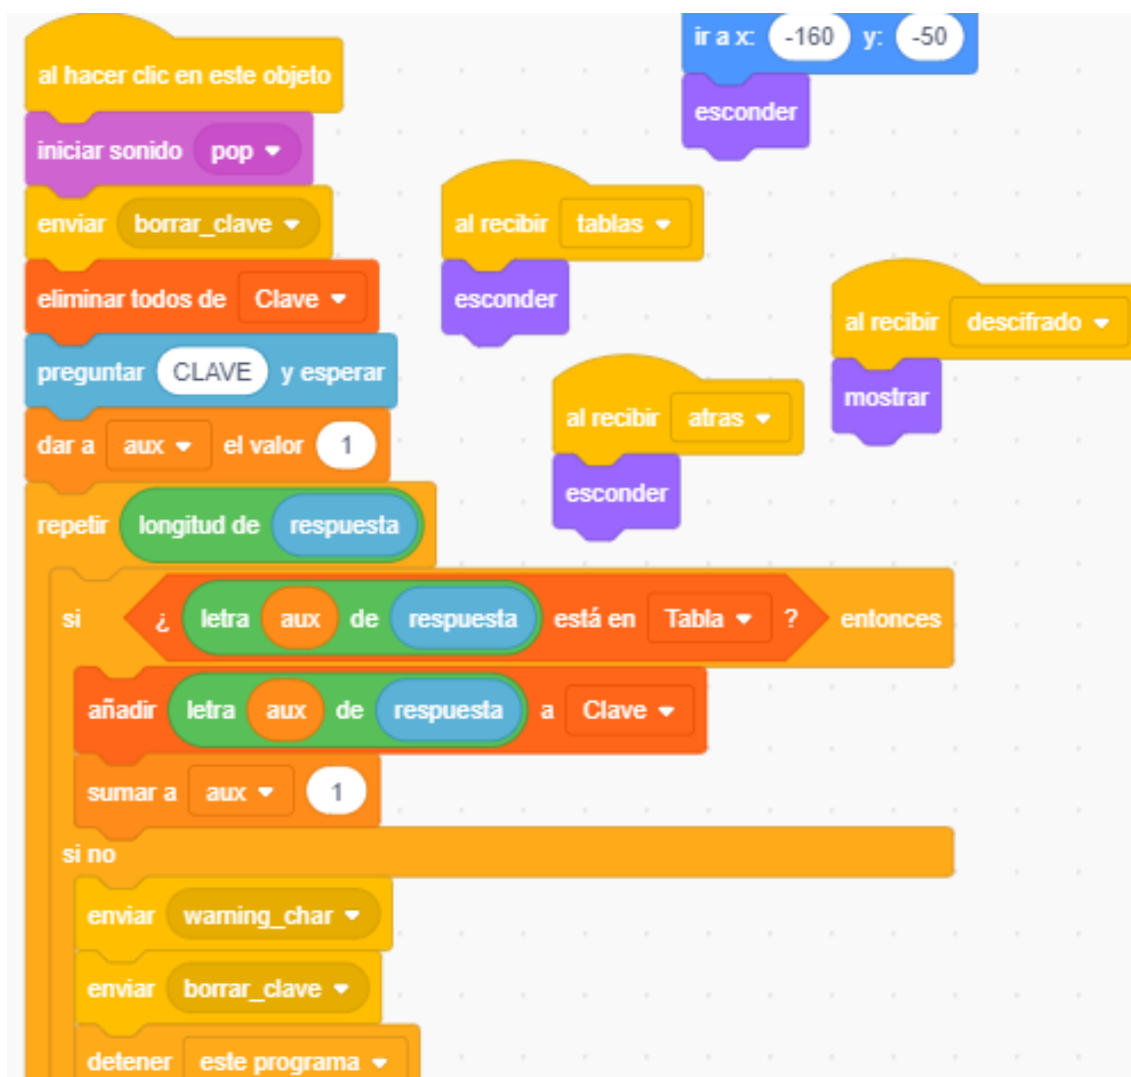 al hacer clic en este objeto
iniciar sonido pop
enviar borrar_clave
eliminar todos de Clave
preguntar CLAVE y esperar
dar a aux el valor 1
repetir longitud de respuesta
si ¿ letra aux de respuesta está en Tabla ? entonces
añadir letra aux de respuesta a Clave
sumar a aux 1
si no
enviar warning_char
enviar borrar_clave
detener este programa
ir a x: -160 y: -50
esconder
al recibir tablas
esconder
al recibir atras
esconder
al recibir descifrado
mostrar